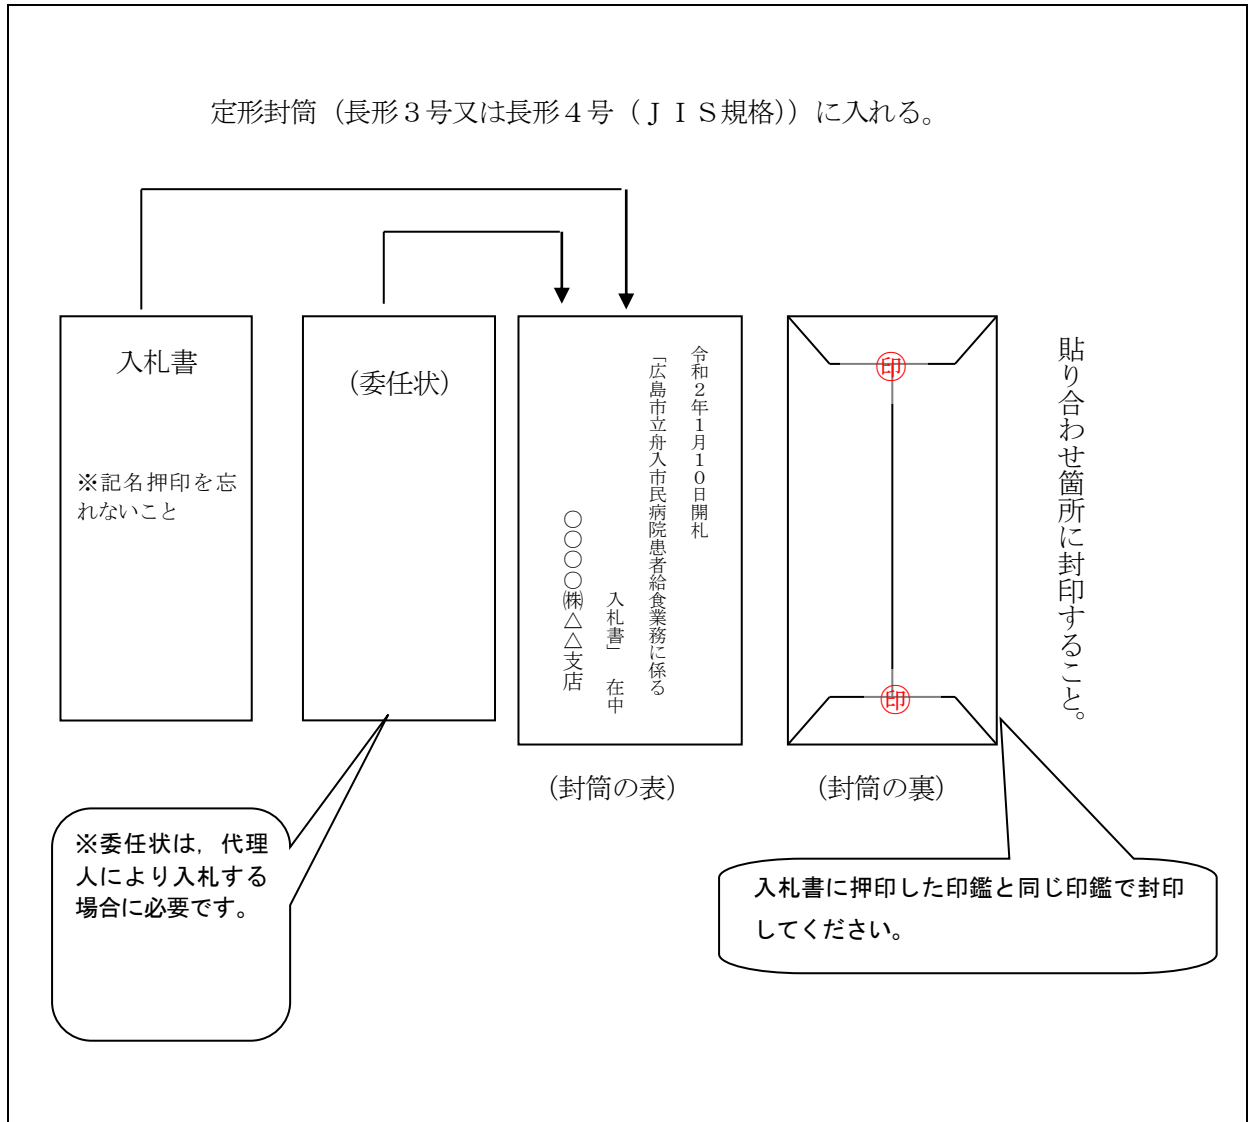 定形封筒（長形３号又は長形４号（ＪＩＳ規格））に入れる。
入札書
※記名押印を忘
れないこと
（委任状）
令和２年１月１０日開札
「広島市立舟入市民病院患者給食業務に係る
入札書」　在中
○○○○㈱△△支店
印
印
貼り合わせ箇所に封印すること。
（封筒の表）
（封筒の裏）
※委任状は，代理
人により入札する
場合に必要です。
入札書に押印した印鑑と同じ印鑑で封印
してください。